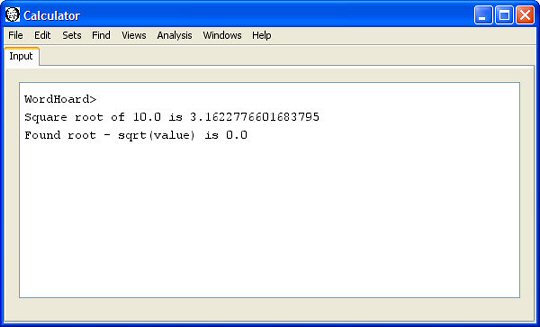 Calculator
File Edit Sets Find Views Analysis Windows Help
Input
WordHoard>
Square root of 10.0 is 3.1622776601683795
Found root - sqrt(value) is 0.0